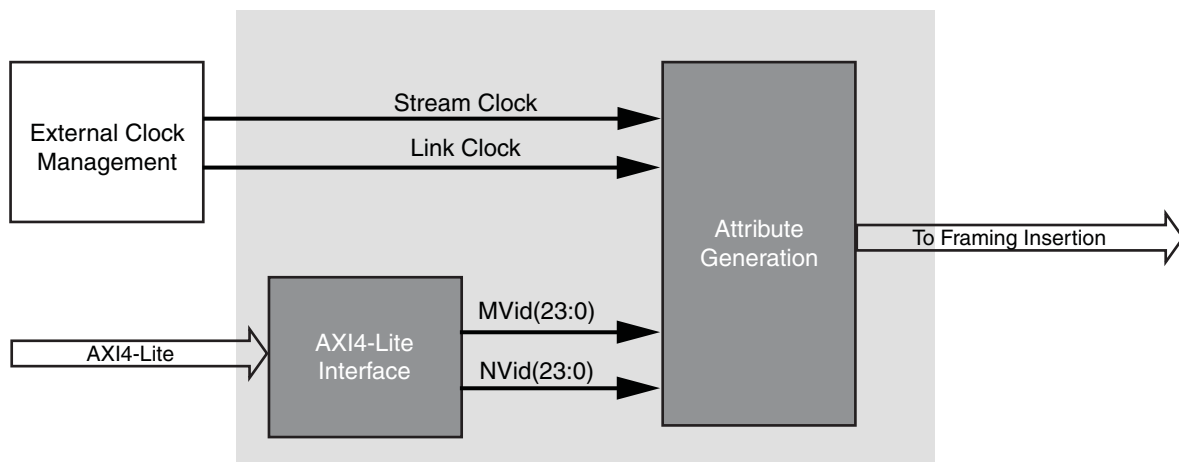 External Clock
Management
Stream Clock
Link Clock
Attribute
Generation
To Framing Insertion
AXI4-Lite
AXI4-Lite
Interface
MVid(23:0)
NVid(23:0)